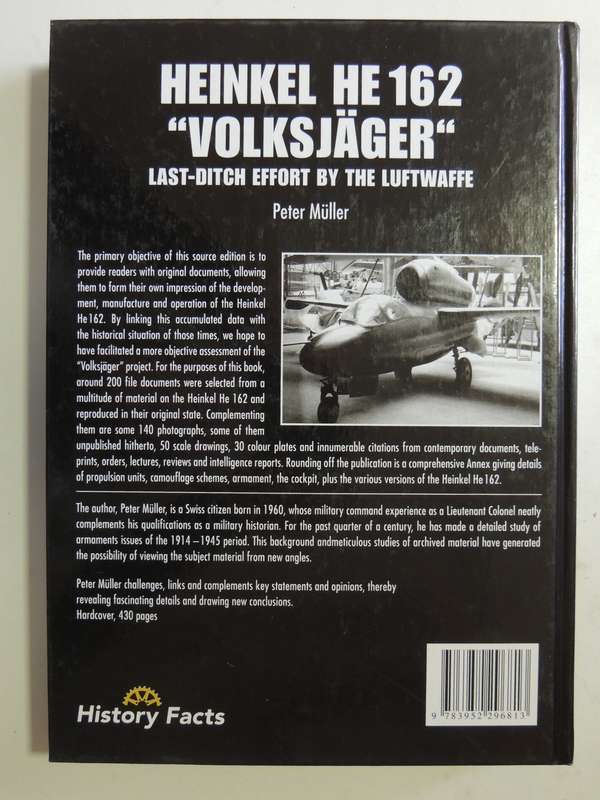 HEINKEL HE 162
“VOLKSJÄGER“
LAST-DITCH EFFORT BY THE LUFTWAFFE
Peter Müller
The primary objective of this source edition is to
provide readers with original documents, allowing
them to form their own impression of the develop-
ment, manufacture and operation of the Heinkel
He 162. By linking this accumulated data with
the historical situation of those times, we hope to
have facilitated a more objective assessment of the
“Volksjäger” project. For the purposes of this book,
around 200 file documents were selected from a
multitude of material on the Heinkel He 162 and
reproduced in their original state. Complementing
them are some 140 photographs, some of them
unpublished hitherto, 50 scale drawings, 30 colour plates and innumerable citations from contemporary documents, tele-
prints, orders, lectures, reviews and intelligence reports. Rounding off the publication is a comprehensive Annex giving details
of propulsion units, camouflage schemes, armament, the cockpit, plus the various versions of the Heinkel He 162.
The author, Peter Müller, is a Swiss citizen born in 1960, whose military command experience as a Lieutenant Colonel neatly
complements his qualifications as a military historian. For the past quarter of a century, he has made a detailed study of
armaments issues of the 1914 – 1945 period. This background andmeticulous studies of archived material have generated
the possibility of viewing the subject material from new angles.
Peter Müller challenges, links and complements key statements and opinions, thereby
revealing fascinating details and drawing new conclusions.
Hardcover, 430 pages
History Facts
9 783952 296813